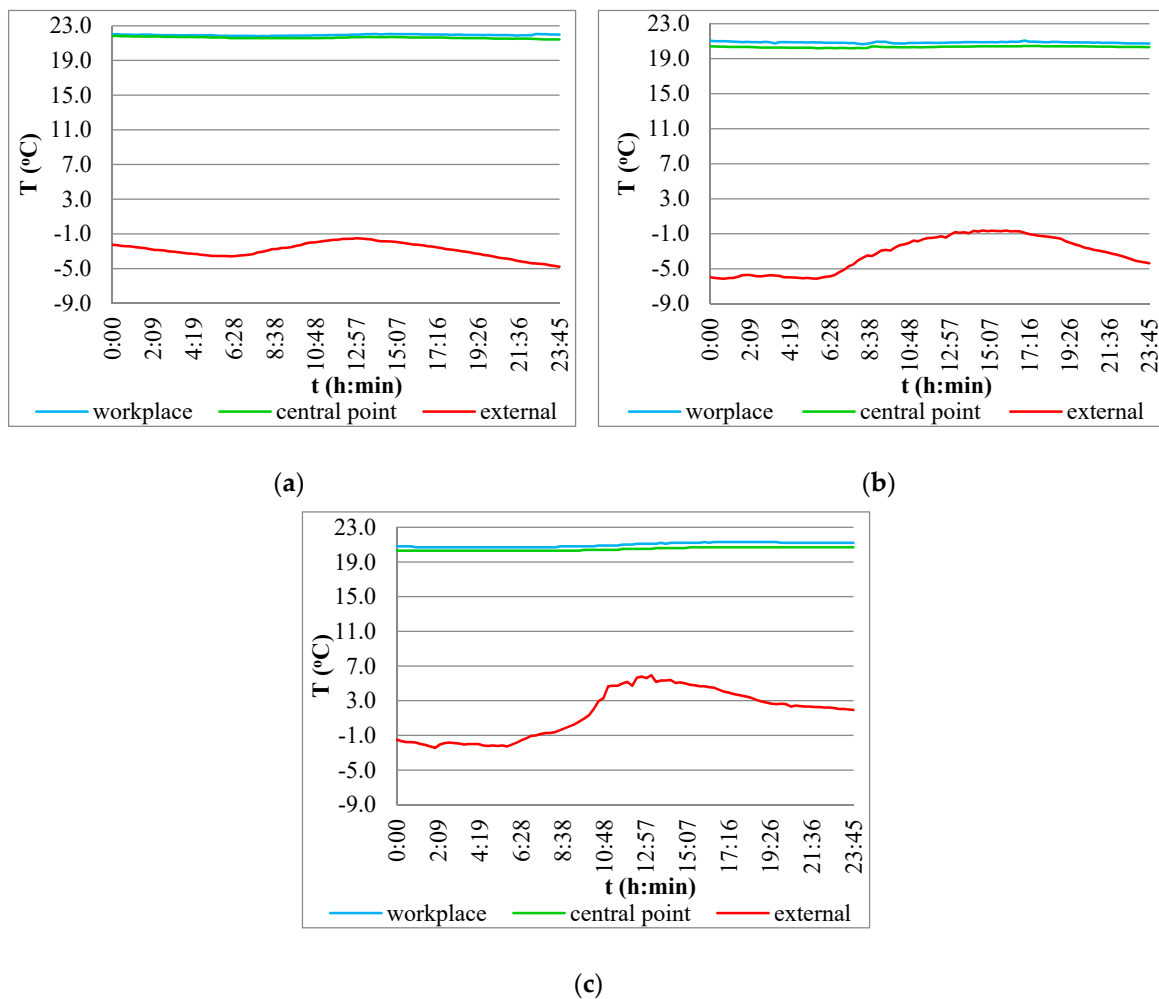 23.0
19.0
15.0
11.0
7.0
3.0
-1.0
-5.0
-9.0
T (ºC)
0:00 2:09 4:19 6:28 8:38 10:48 12:57 15:07 17:16 19:26 21:36 23:45
t (h:min)
workplace central point external
(a)
23.0
19.0
15.0
11.0
7.0
3.0
-1.0
-5.0
-9.0
T (ºC)
0:00 2:09 4:19 6:28 8:38 10:48 12:57 15:07 17:16 19:26 21:36 23:45
t (h:min)
worplace central point external
(b)
23.0
19.0
15.0
11.0
7.0
3.0
-1.0
-5.0
-9.0
T (ºC)
0:00 2:09 4:19 6:28 8:38 10:48 12:57 15:07 17:16 19:26 21:36 23:45
t (h:min)
workplace central point external
(c)